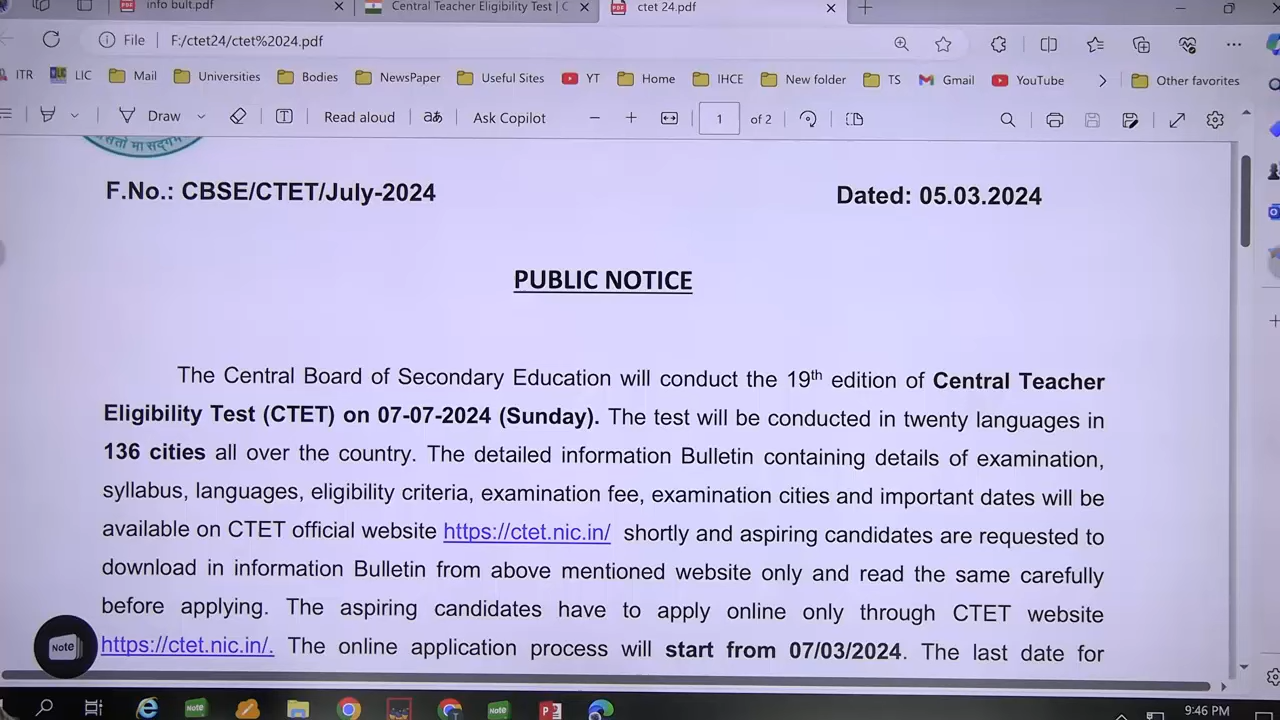 info bult.pdf
Central Teacher Eligibility Test | C
ctet 24.pdf
File F:/ctet24/ctet%2024.pdf
ITR LIC Mail Universities Bodies NewsPaper Useful Sites YT Home IHCE New folder TS Gmail YouTube Other favorites
Draw Read aloud aあ Ask Copilot 1 of 2
F.No.: CBSE/CTET/July-2024
Dated: 05.03.2024
PUBLIC NOTICE
The Central Board of Secondary Education will conduct the 19th edition of Central Teacher
Eligibility Test (CTET) on 07-07-2024 (Sunday). The test will be conducted in twenty languages in
136 cities all over the country. The detailed information Bulletin containing details of examination,
syllabus, languages, eligibility criteria, examination fee, examination cities and important dates will be
available on CTET official website https://ctet.nic.in/ shortly and aspiring candidates are requested to
download in information Bulletin from above mentioned website only and read the same carefully
before applying. The aspiring candidates have to apply online only through CTET website
https://ctet.nic.in/. The online application process will start from 07/03/2024. The last date for
Note
Note
Note
9:46 PM